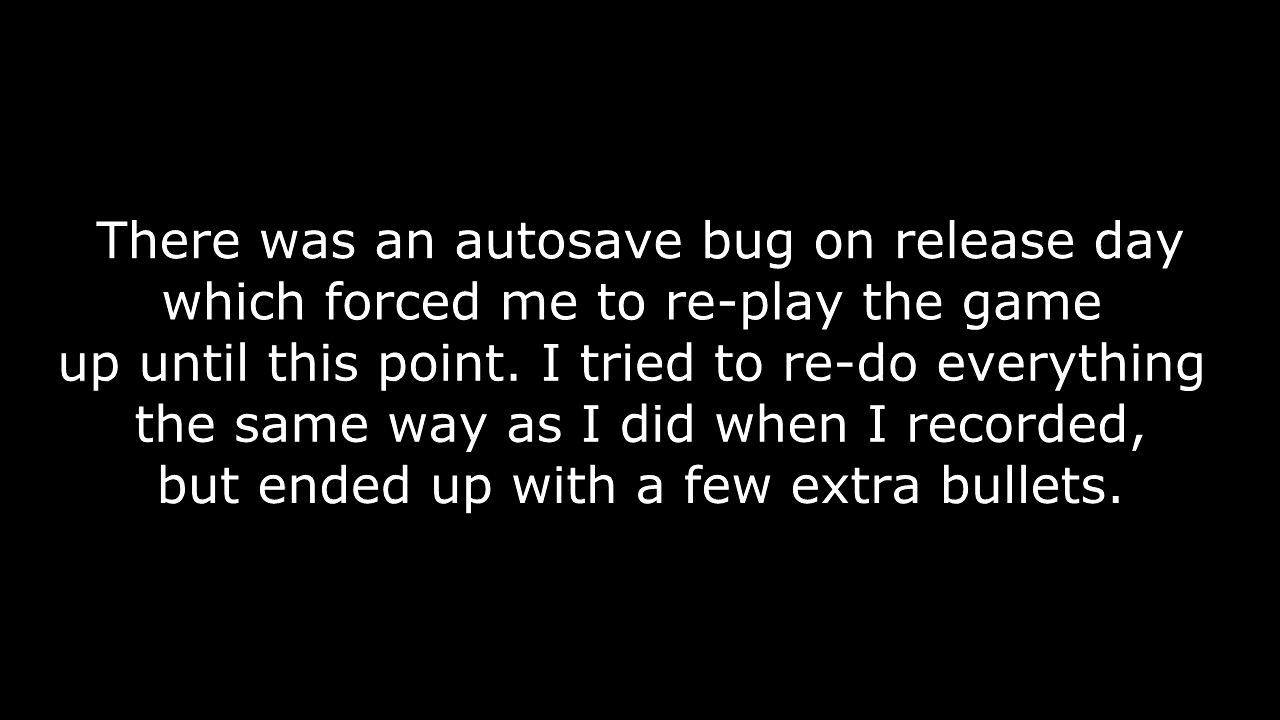 There was an autosave bug on release day
which forced me to re-play the game
up until this point. I tried to re-do everything
the same way as I did when I recorded,
but ended up with a few extra bullets.